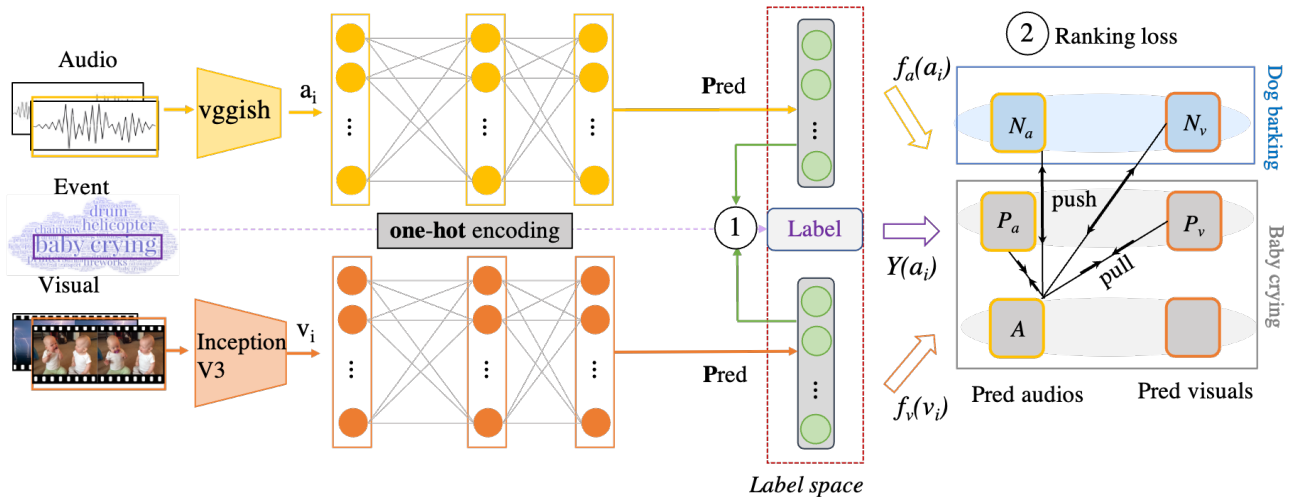 Audio
vggish
a_i
Pred
Event
drum
helicopter
chainsaw
baby crying
fireworks
one-hot encoding
1
Label
Visual
Inception
V3
v_i
Pred
Label space
f_a(a_i)
Y(a_i)
f_v(v_i)
2 Ranking loss
N_a
N_v
Dog barking
push
P_a
P_v
pull
A
Baby crying
Pred audios
Pred visuals